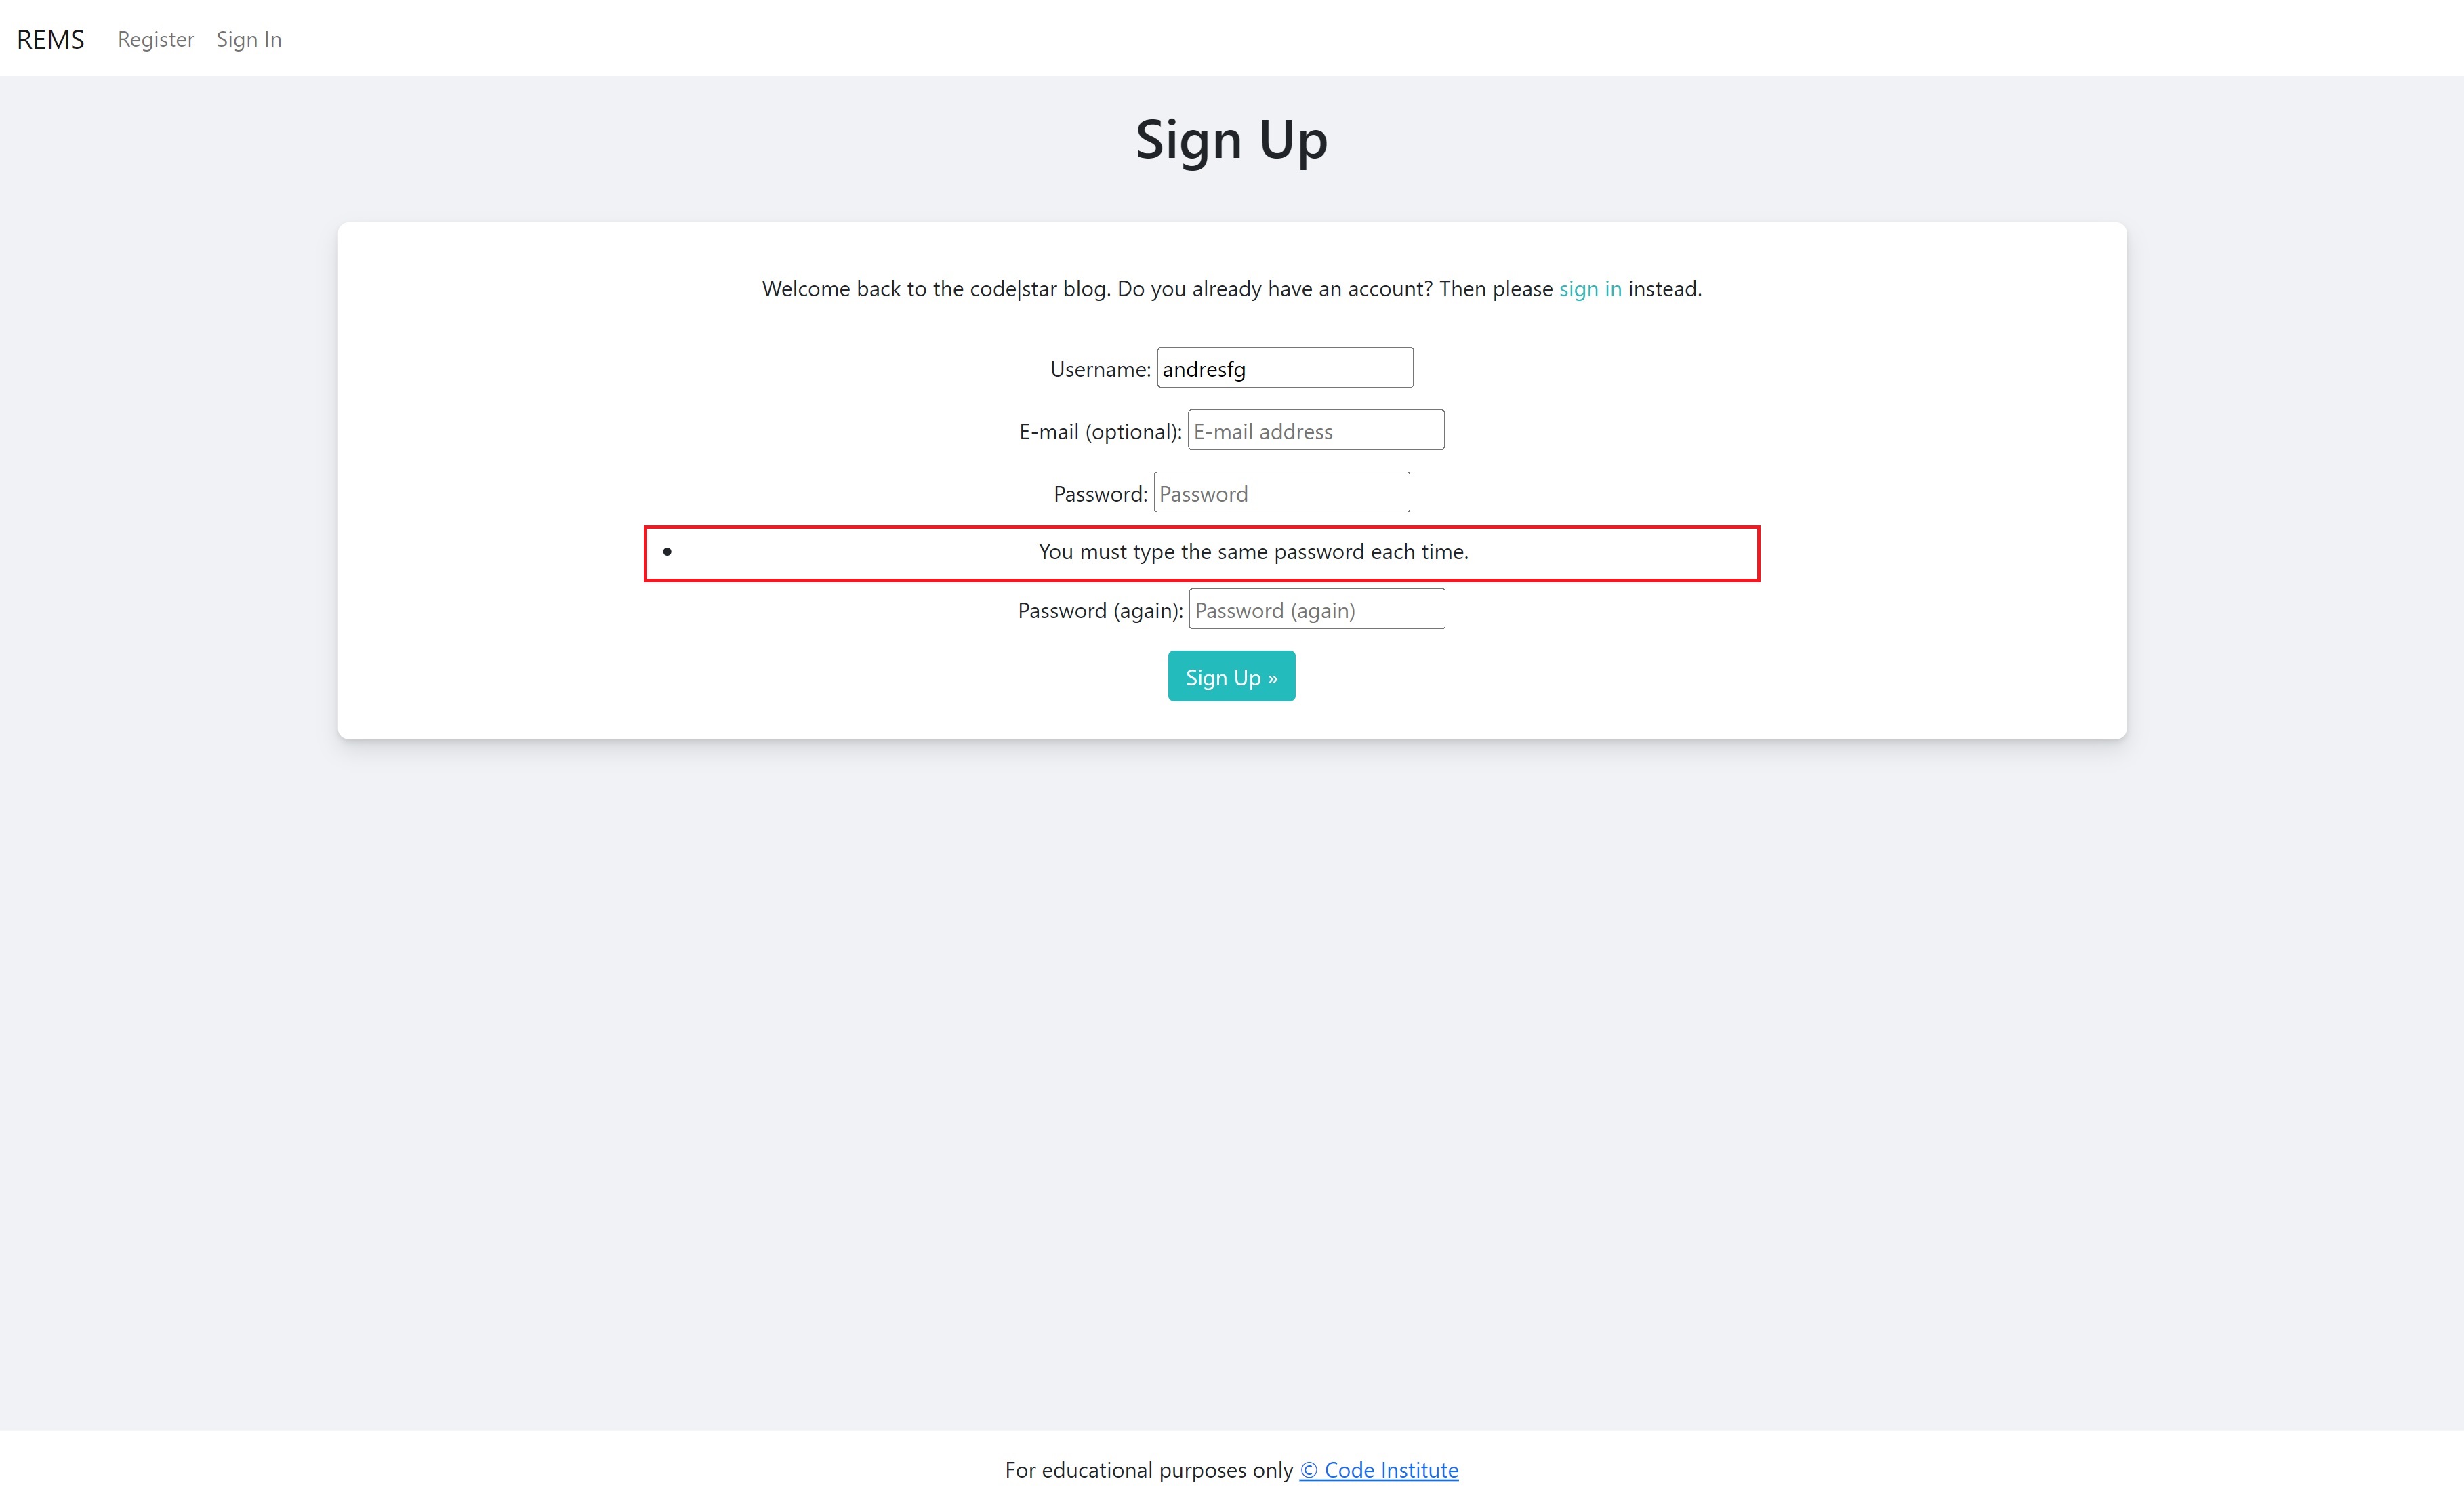 REMS Register Sign In
Sign Up
Welcome back to the code|star blog. Do you already have an account? Then please sign in instead.
Username: andresfg
E-mail (optional): E-mail address
Password: Password
• You must type the same password each time.
Password (again): Password (again)
Sign Up »
For educational purposes only © Code Institute